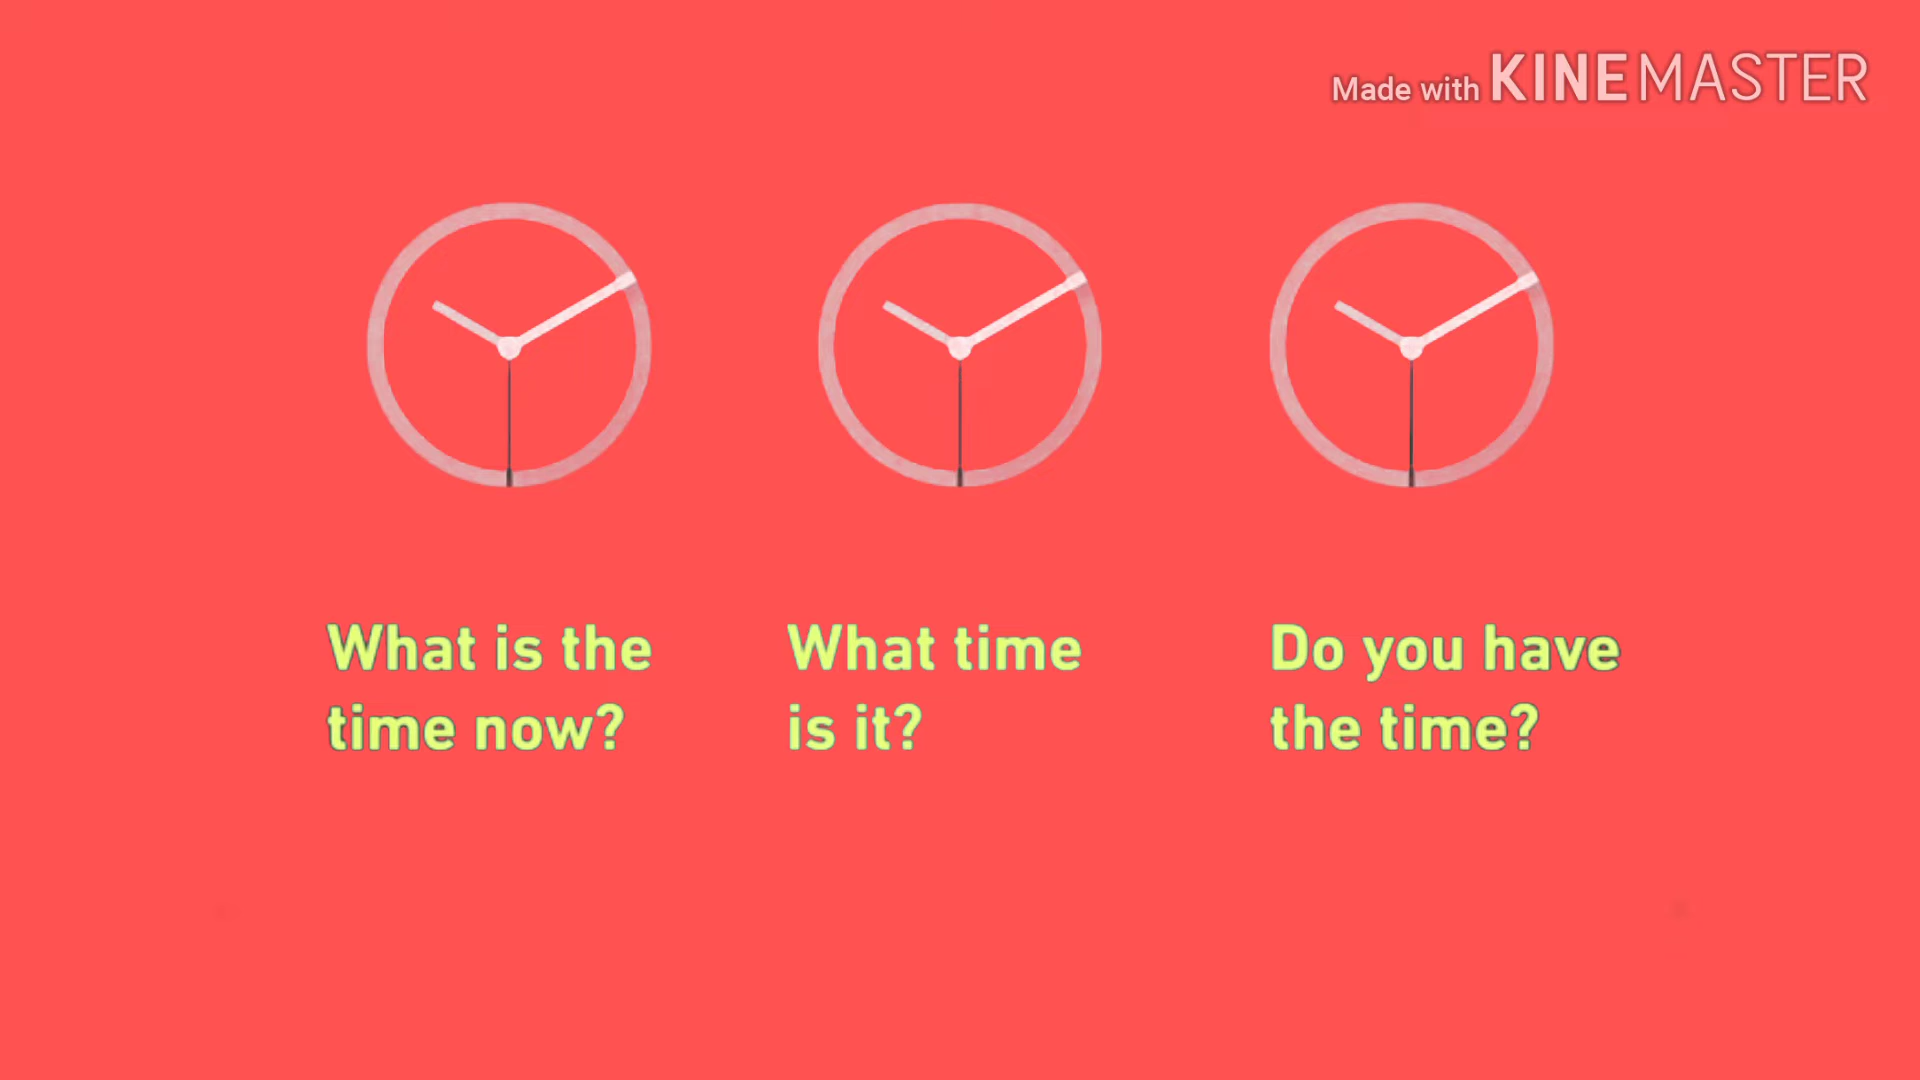 Made with KINEMASTER
What is the
time now?
What time
is it?
Do you have
the time?